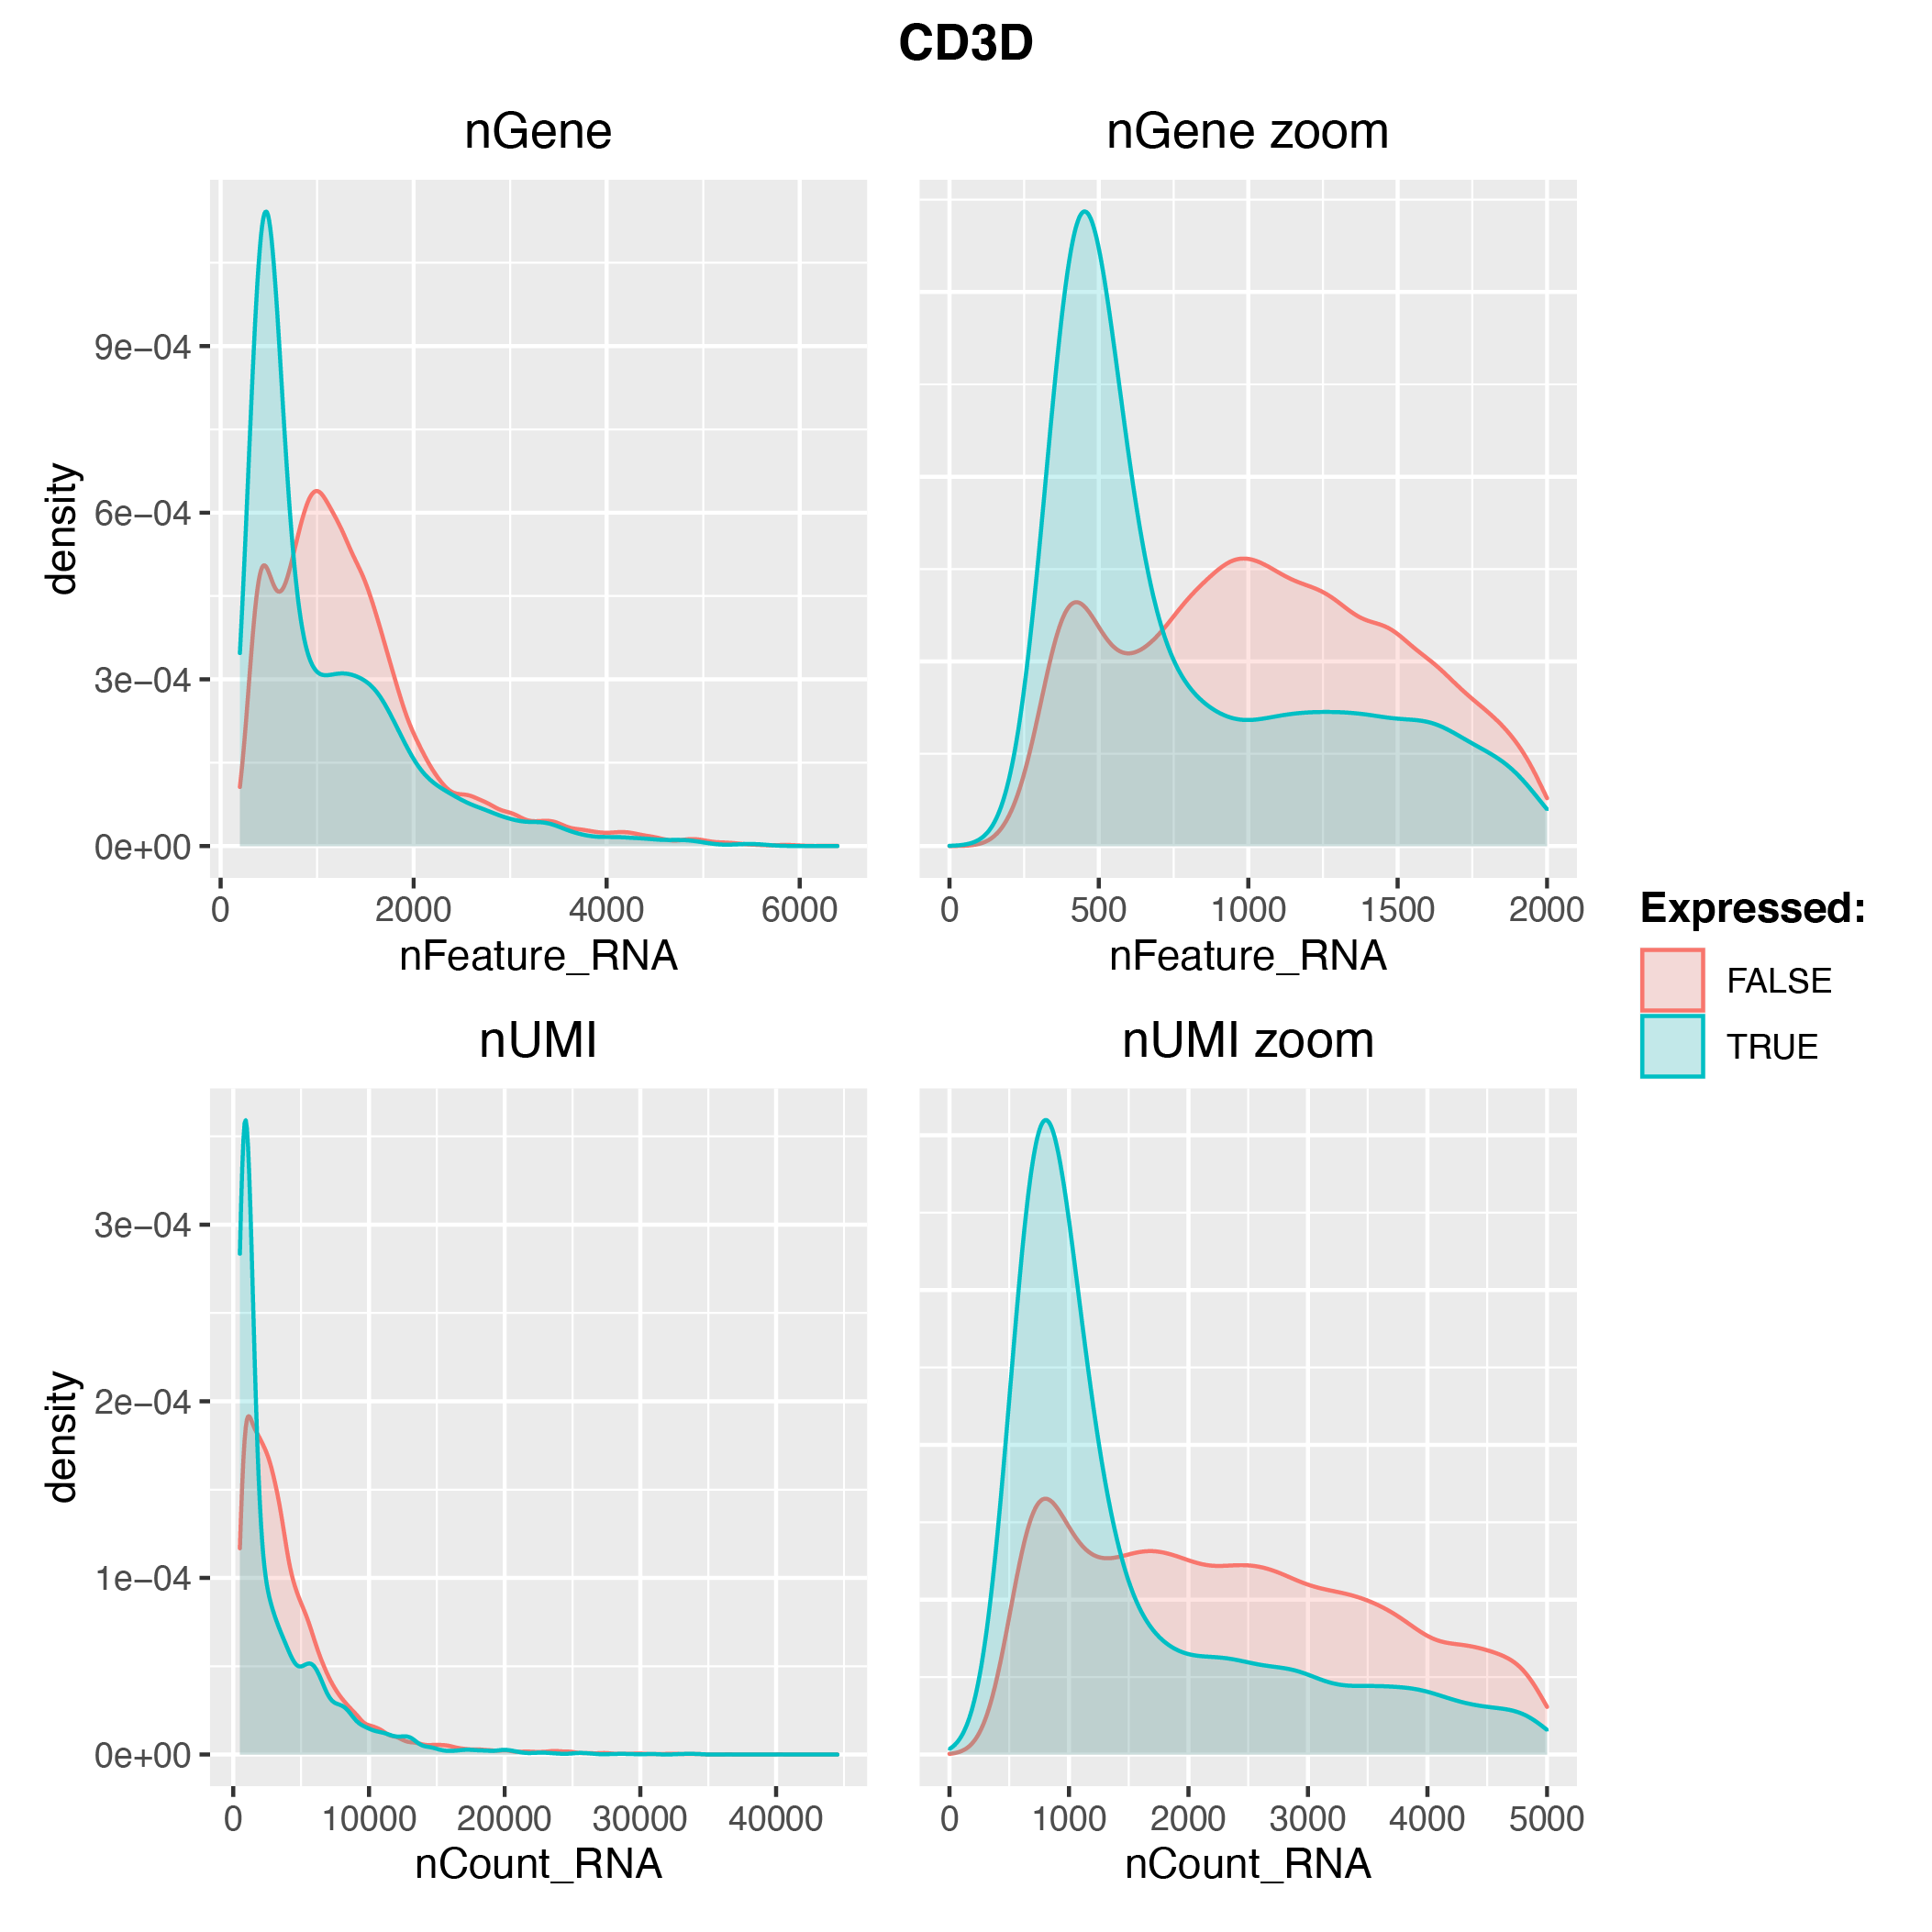 CD3D
nGene
nGene zoom
density
9e−04
6e−04
3e−04
0e+00
0 2000 4000 6000
nFeature_RNA
0 500 1000 1500 2000
nFeature_RNA
Expressed:
FALSE
TRUE
nUMI
nUMI zoom
density
3e−04
2e−04
1e−04
0e+00
0 10000 20000 30000 40000
nCount_RNA
0 1000 2000 3000 4000 5000
nCount_RNA